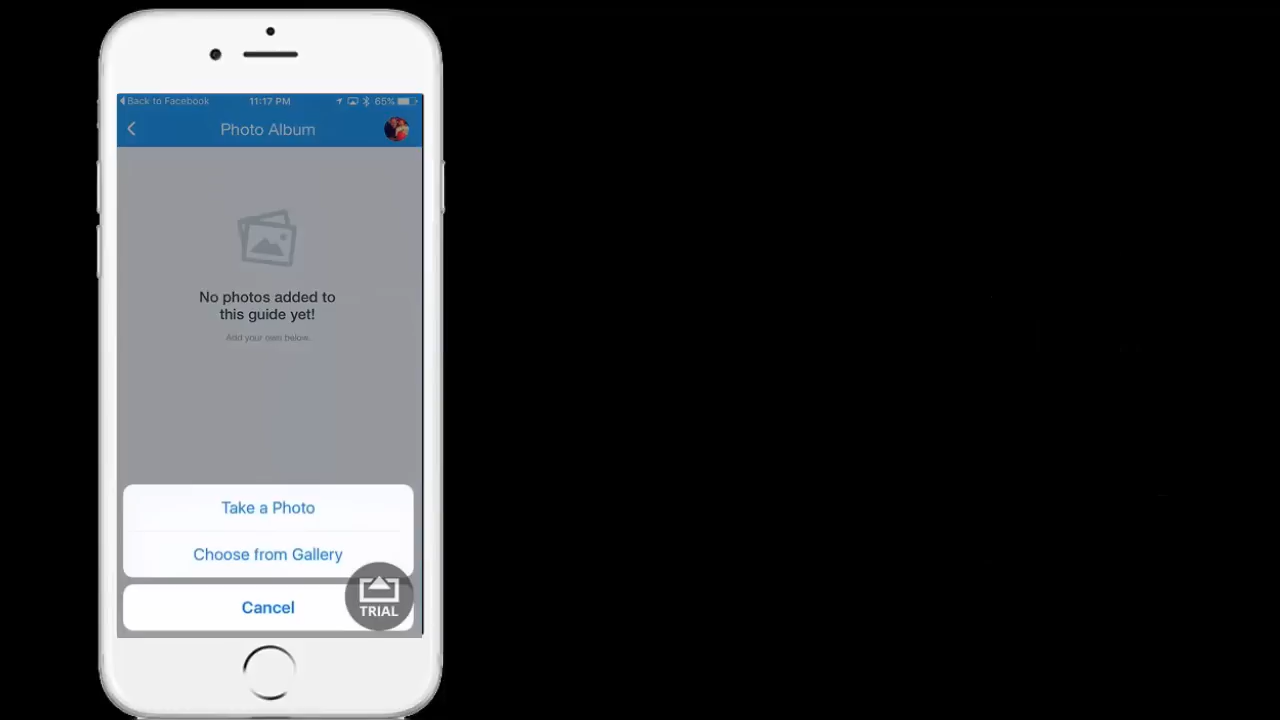 Back to Facebook 11:17 PM 65%
Photo Album
No photos added to
this guide yet!
Add your own below.
Take a Photo
Choose from Gallery
Cancel
TRIAL